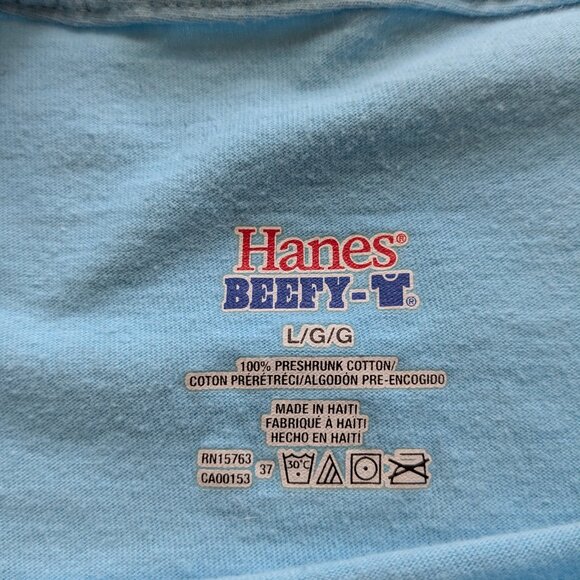 Hanes®
BEEFY-T®
L/G/G
100% PRESHRUNK COTTON/
COTON PRÉRÉTRÉCI/ALGODÓN PRE-ENCOGIDO
MADE IN HAITI
FABRIQUÉ À HAÏTI
HECHO EN HAITÍ
RN15763
CA00153
37
30°C